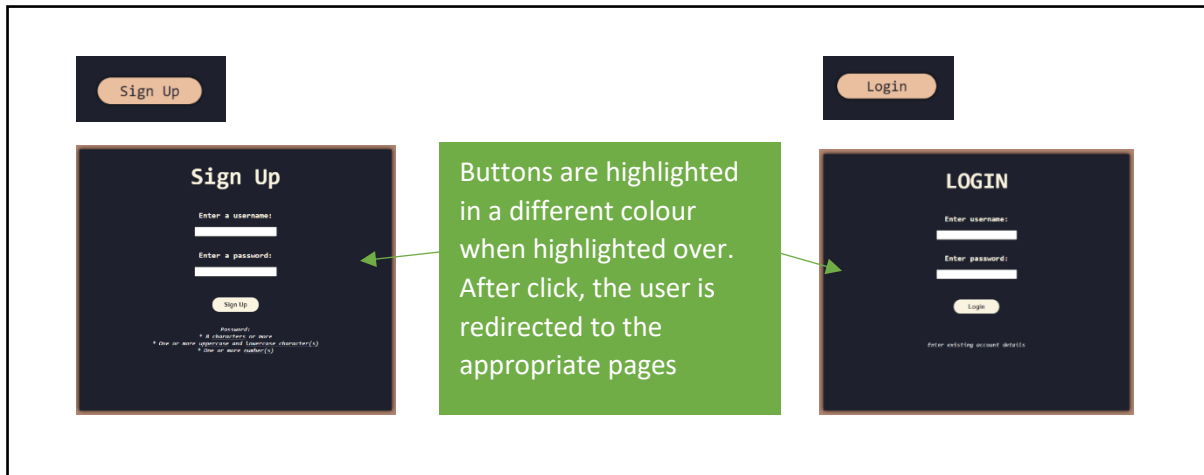 Sign Up
Login
Sign Up
Enter a username:
Enter a password:
Sign Up
Password:
* 8 characters or more
* One or more uppercase and lowercase character(s)
* One or more number(s)
Buttons are highlighted
in a different colour
when highlighted over.
After click, the user is
redirected to the
appropriate pages
LOGIN
Enter username:
Enter password:
Login
Enter existing account details